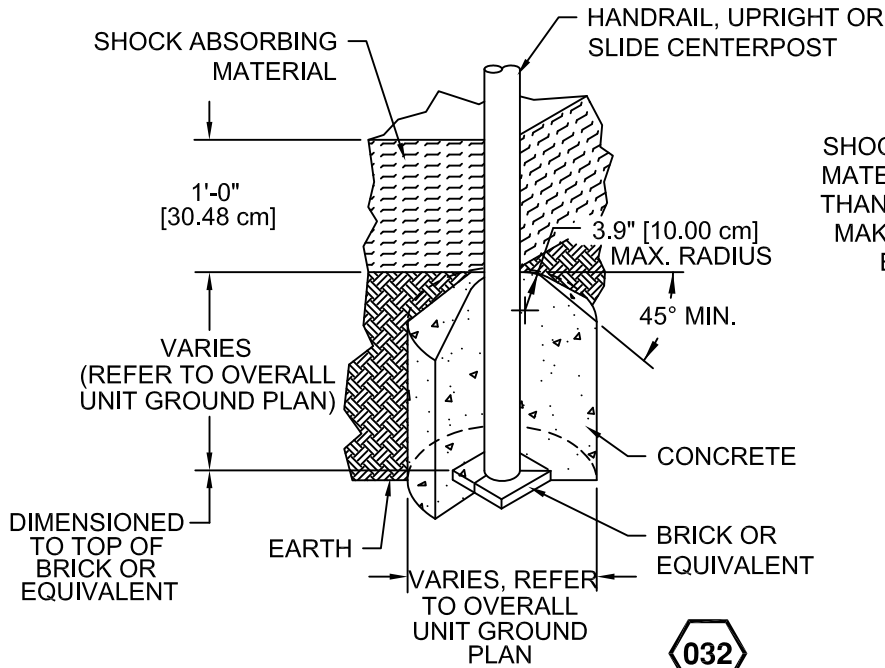 HANDRAIL, UPRIGHT OR
SLIDE CENTERPOST
SHOCK ABSORBING
MATERIAL
1'-0"
[30.48 cm]
3.9" [10.00 cm]
MAX. RADIUS
45° MIN.
VARIES
(REFER TO OVERALL
UNIT GROUND PLAN)
CONCRETE
DIMENSIONED
TO TOP OF
BRICK OR
EQUIVALENT
EARTH
BRICK OR
EQUIVALENT
VARIES, REFER
TO OVERALL
UNIT GROUND
PLAN
032
THAN